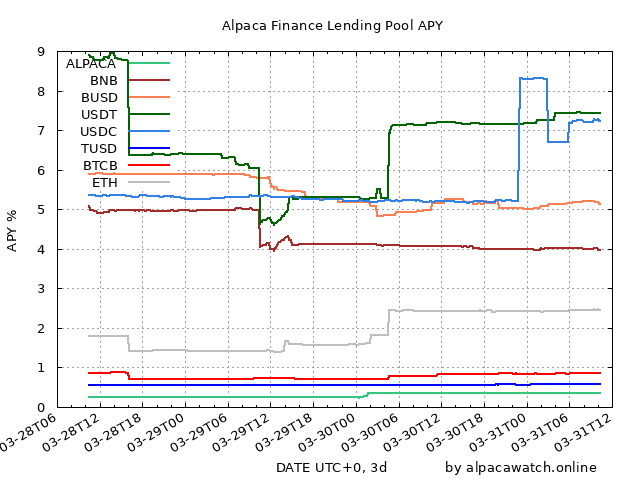 Alpaca Finance Lending Pool APY
APY %
9
8
7
6
5
4
3
2
1
0
ALPACA
BNB
BUSD
USDT
USDC
TUSD
BTCB
ETH
03-28T06
03-28T12
03-28T18
03-29T00
03-29T06
03-29T12
03-29T18
03-30T00
03-30T06
03-30T12
03-30T18
03-31T00
03-31T06
03-31T12
DATE UTC+0, 3d
by alpacawatch.online